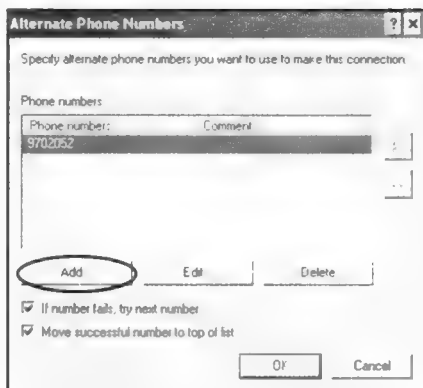 Alternate Phone Numbers ? ×
Specify alternate phone numbers you want to use to make this connection
Phone numbers
Phone number: Comment
9702052
Add Edit Delete
If number fails, try next number
Move successful number to top of list
OK Cancel